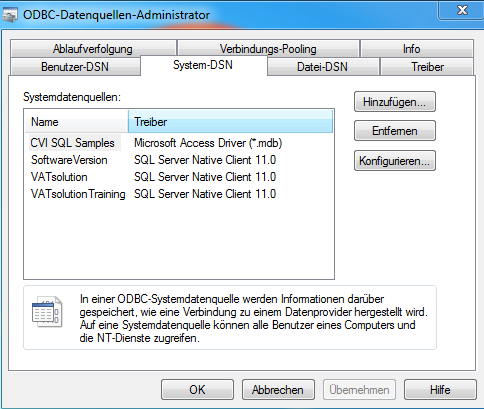 ODBC-Datenquellen-Administrator
Ablaufverfolgung Verbindungs-Pooling Info
Benutzer-DSN System-DSN Datei-DSN Treiber
Systemdatenquellen:
Name Treiber
CVI SQL Samples Microsoft Access Driver (*.mdb)
SoftwareVersion SQL Server Native Client 11.0
VATsolution SQL Server Native Client 11.0
VATsolutionTraining SQL Server Native Client 11.0
Hinzufügen...
Entfernen
Konfigurieren...
In einer ODBC-Systemdatenquelle werden Informationen darüber
gespeichert, wie eine Verbindung zu einem Datenprovider hergestellt wird.
Auf eine Systemdatenquelle können alle Benutzer eines Computers und
die NT-Dienste zugreifen.
OK Abbrechen Übernehmen Hilfe